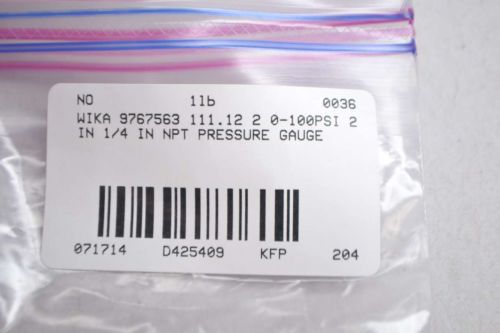 NO 1lb 0036
WIKA 9767563 111.12 2 0-100PSI 2
IN 1/4 IN NPT PRESSURE GAUGE
071714 D425409 KFP 204